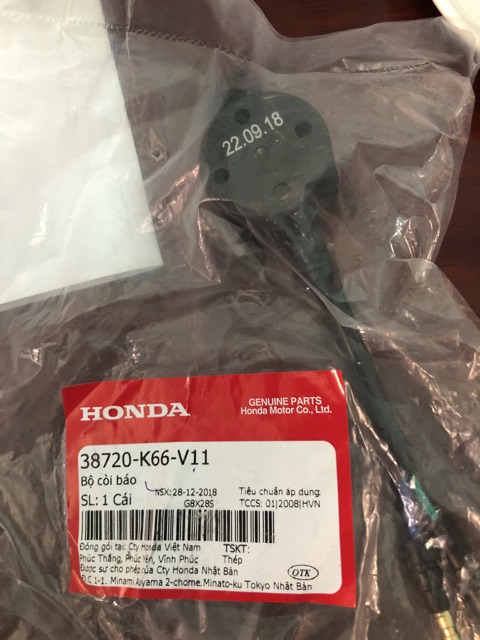 22.09.18
HONDA
GENUINE PARTS
Honda Motor Co., Ltd.
38720-K66-V11
Bộ còi báo
SL: 1 Cái
NSX: 28-12-2018
G8X28S
Tiêu chuẩn áp dụng:
TCCS: 01|2008|HVN
Đóng gói tại: Cty Honda Việt Nam
TSKT:
Phúc Thắng, Phúc Yên, Vĩnh Phúc
Thép
Được sự cho phép của Cty Honda Nhật Bản
Đ.C 1-1. Minami Aoyama 2-chome.Minato-ku Tokyo Nhật Bản
QTK